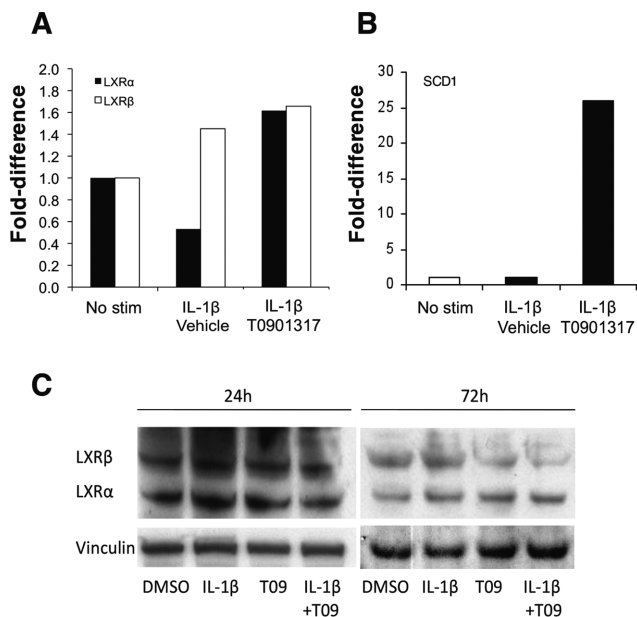 A
B
Fold-difference
2.0
1.8
1.6
1.4
1.2
1.0
0.8
0.6
0.4
0.2
0.0
LXRα
LXRβ
No stim
IL-1β
Vehicle
IL-1β
T0901317
Fold-difference
30
25
20
15
10
5
0
SCD1
No stim
IL-1β
Vehicle
IL-1β
T0901317
C
24h
72h
LXRβ
LXRα
Vinculin
DMSO IL-1β T09 IL-1β
+T09
DMSO IL-1β T09 IL-1β
+T09